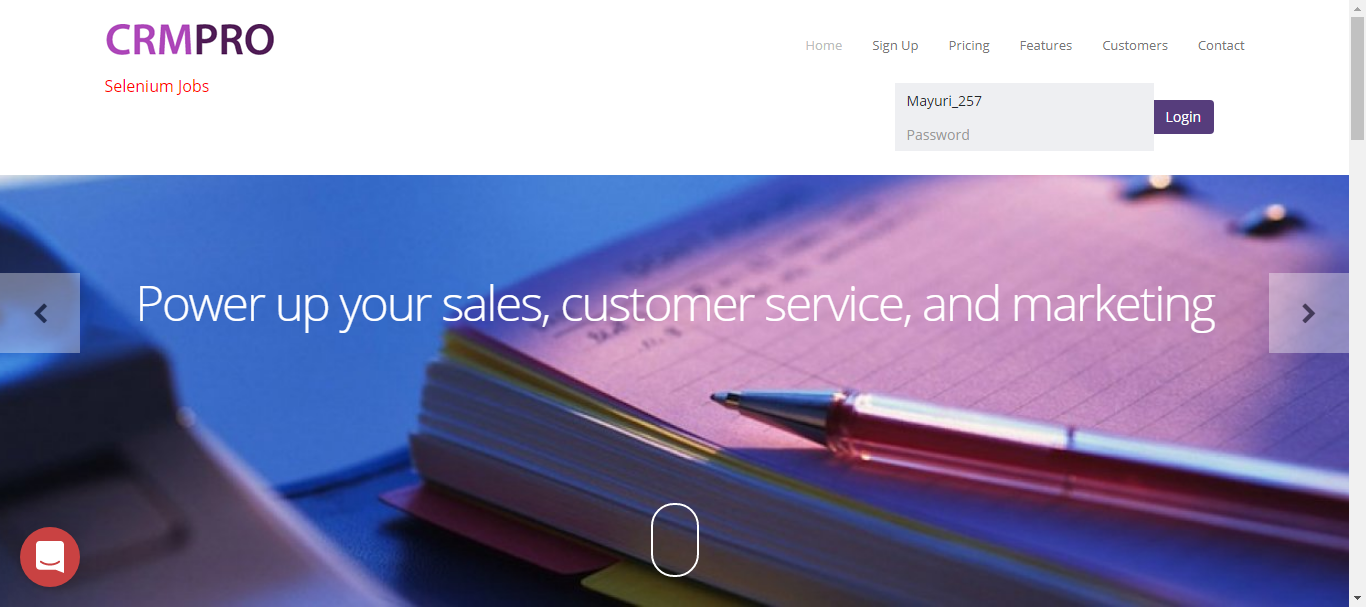 CRMPRO
Home Sign Up Pricing Features Customers Contact
Selenium Jobs
Mayuri_257
Password
Login
Power up your sales, customer service, and marketing